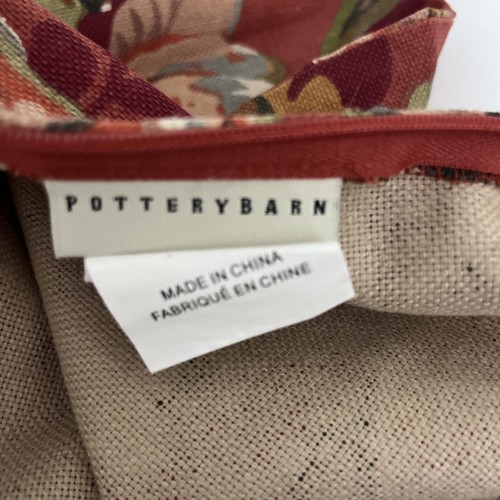 POTTERYBARN
MADE IN CHINA
FABRIQUÉ EN CHINE